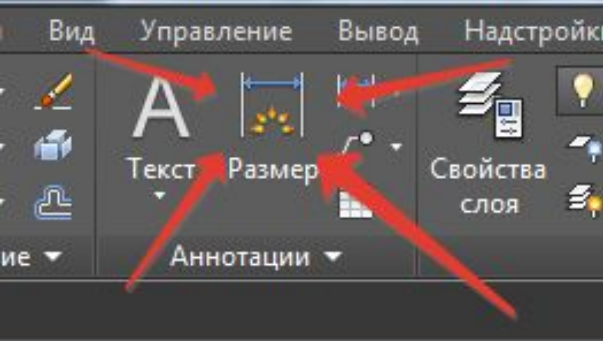 Вид Управление Вывод Надстройки
Текст Размер Свойства слоя
ие Аннотации